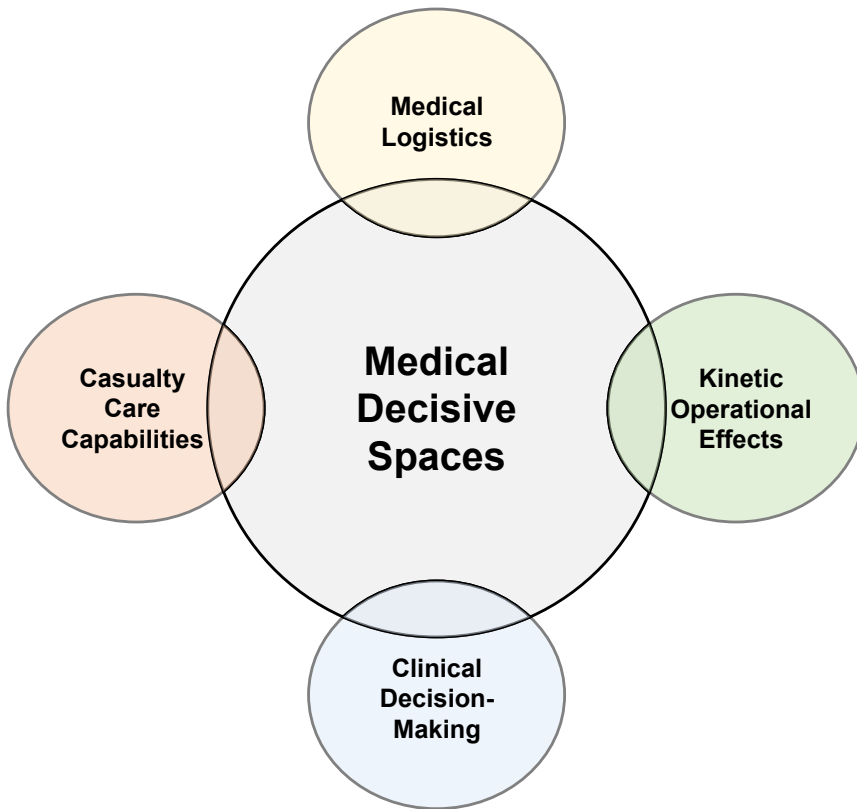 Medical
Logistics
Casualty
Care
Capabilities
Medical
Decisive
Spaces
Kinetic
Operational
Effects
Clinical
Decision-
Making